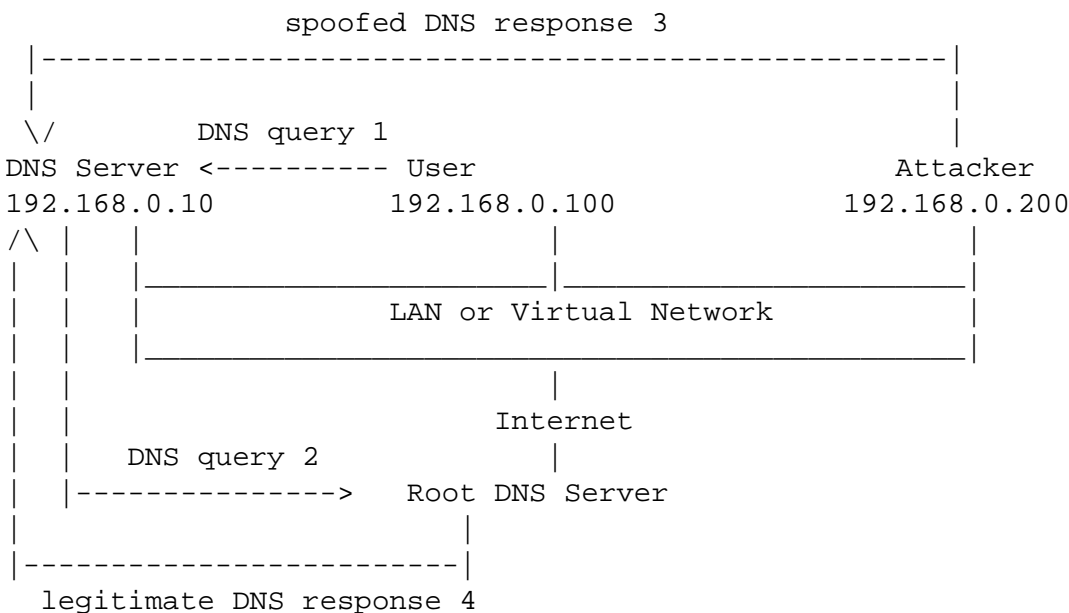 spoofed DNS response 3
DNS query 1
DNS Server <---------- User Attacker
192.168.0.10 192.168.0.100 192.168.0.200
LAN or Virtual Network
Internet
DNS query 2
Root DNS Server
legitimate DNS response 4